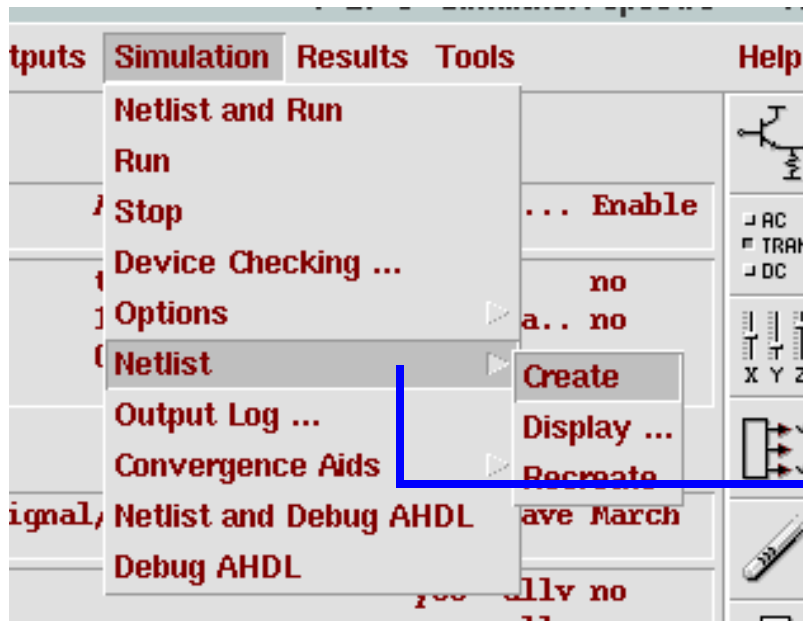 tputs Simulation Results Tools Help
Netlist and Run
Run
Stop ... Enable
AC
TRAN
DC
Device Checking ...
no
Options a.. no
X Y Z
Netlist Create
Output Log ... Display ...
Convergence Aids Recreate
ignal, Netlist and Debug AHDL ave March
Debug AHDL
ally no